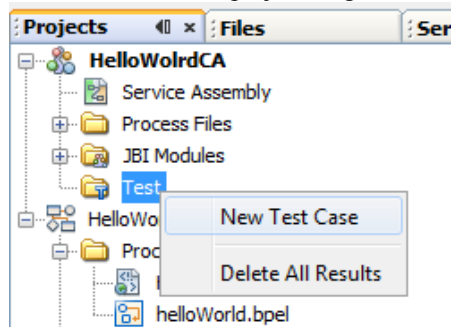 Projects
Files
Ser
HelloWolrdCA
Service Assembly
Process Files
JBI Modules
Test
New Test Case
HelloWo
Proc
Delete All Results
helloWorld.bpel